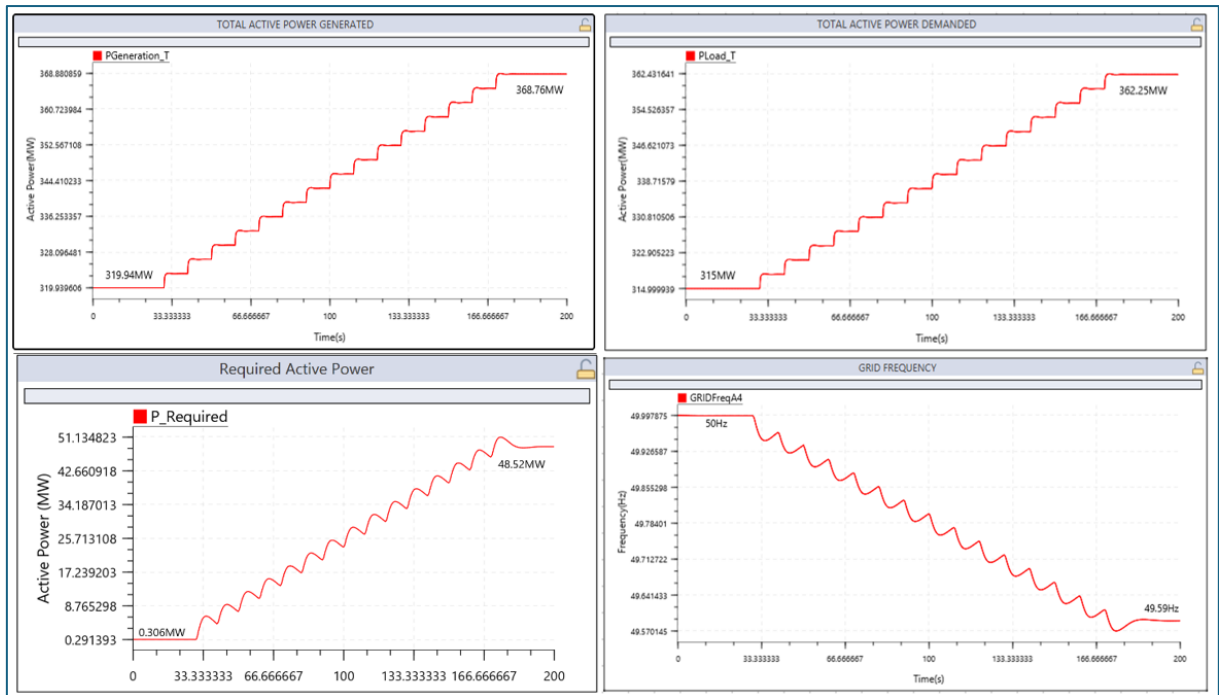 TOTAL ACTIVE POWER GENERATED
PGeneration_T
Active Power(MW)
368.880859
360.723984
352.567108
344.410233
336.253357
328.096481
319.939606
319.94MW
368.76MW
0
33.333333
66.666667
100
133.333333
166.666667
200
Time(s)
TOTAL ACTIVE POWER DEMANDED
PLoad_T
Active Power(MW)
362.431641
354.526357
346.621073
338.71579
330.810506
322.905223
314.999939
315MW
362.25MW
0
33.333333
66.666667
100
133.333333
166.666667
200
Time(s)
Required Active Power
P_Required
Active Power (MW)
51.134823
42.660918
34.187013
25.713108
17.239203
8.765298
0.291393
0.306MW
48.52MW
0
33.333333
66.666667
100
133.333333
166.666667
200
GRID FREQUENCY
GRIDFreqA4
Frequency(Hz)
49.997875
49.926587
49.855298
49.78401
49.712722
49.641433
49.570145
50Hz
49.59Hz
0
33.333333
66.666667
100
133.333333
166.666667
200
Time(s)